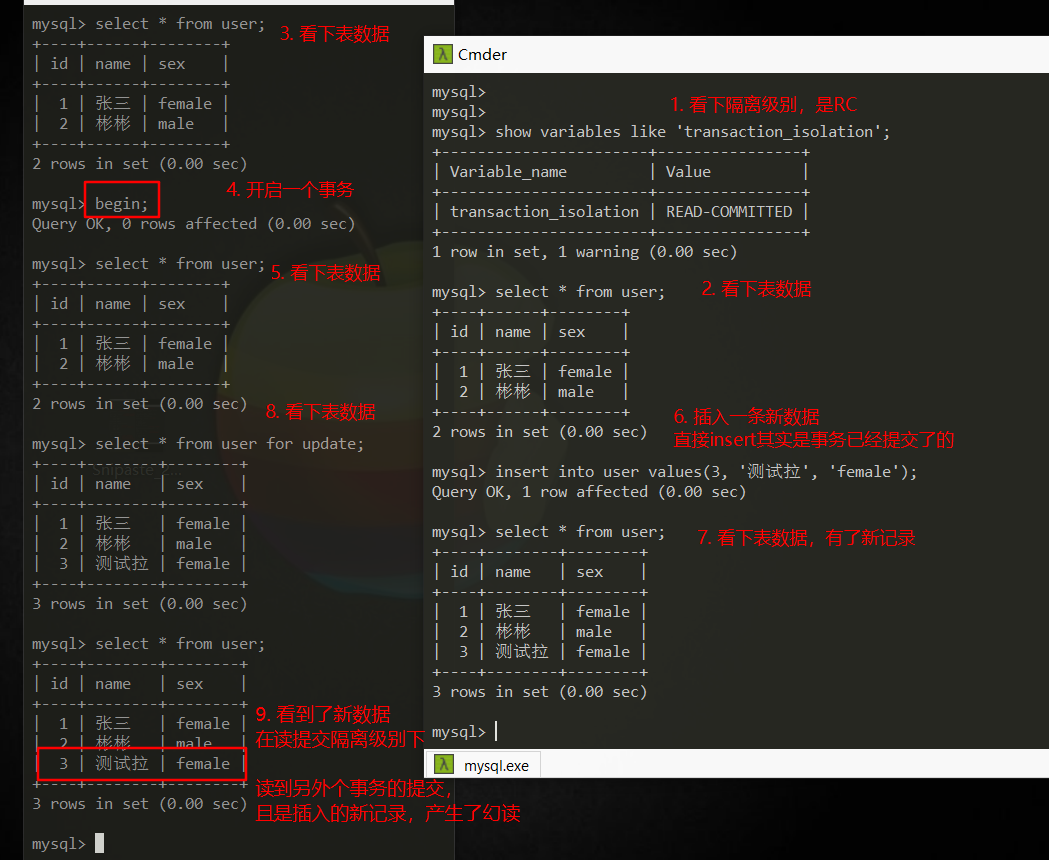 mysql> select * from user;
3. 看下表数据
+----+------+--------+
| id | name | sex    |
+----+------+--------+
|  1 | 张三 | female |
|  2 | 彬彬 | male   |
+----+------+--------+
2 rows in set (0.00 sec)
mysql> begin;
4. 开启一个事务
Query OK, 0 rows affected (0.00 sec)
mysql> select * from user;
5. 看下表数据
+----+------+--------+
| id | name | sex    |
+----+------+--------+
|  1 | 张三 | female |
|  2 | 彬彬 | male   |
+----+------+--------+
2 rows in set (0.00 sec)
8. 看下表数据
mysql> select * from user for update;
+----+--------+--------+
| id | name   | sex    |
+----+--------+--------+
|  1 | 张三   | female |
|  2 | 彬彬   | male   |
|  3 | 测试拉 | female |
+----+--------+--------+
3 rows in set (0.00 sec)
mysql> select * from user;
+----+--------+--------+
| id | name   | sex    |
+----+--------+--------+
|  1 | 张三   | female |
|  2 | 彬彬   | male   |
|  3 | 测试拉 | female |
+----+--------+--------+
3 rows in set (0.00 sec)
9. 看到了新数据
在读提交隔离级别下
读到另外个事务的提交，
且是插入的新记录，产生了幻读
mysql>
Cmder
mysql>
mysql>
1. 看下隔离级别，是RC
mysql> show variables like 'transaction_isolation';
+-----------------------+----------------+
| Variable_name         | Value          |
+-----------------------+----------------+
| transaction_isolation | READ-COMMITTED |
+-----------------------+----------------+
1 row in set, 1 warning (0.00 sec)
mysql> select * from user;
2. 看下表数据
+----+------+--------+
| id | name | sex    |
+----+------+--------+
|  1 | 张三 | female |
|  2 | 彬彬 | male   |
+----+------+--------+
2 rows in set (0.00 sec)
6. 插入一条新数据
直接insert其实是事务已经提交了的
mysql> insert into user values(3, '测试拉', 'female');
Query OK, 1 row affected (0.00 sec)
mysql> select * from user;
7. 看下表数据，有了新记录
+----+--------+--------+
| id | name   | sex    |
+----+--------+--------+
|  1 | 张三   | female |
|  2 | 彬彬   | male   |
|  3 | 测试拉 | female |
+----+--------+--------+
3 rows in set (0.00 sec)
mysql>
mysql.exe